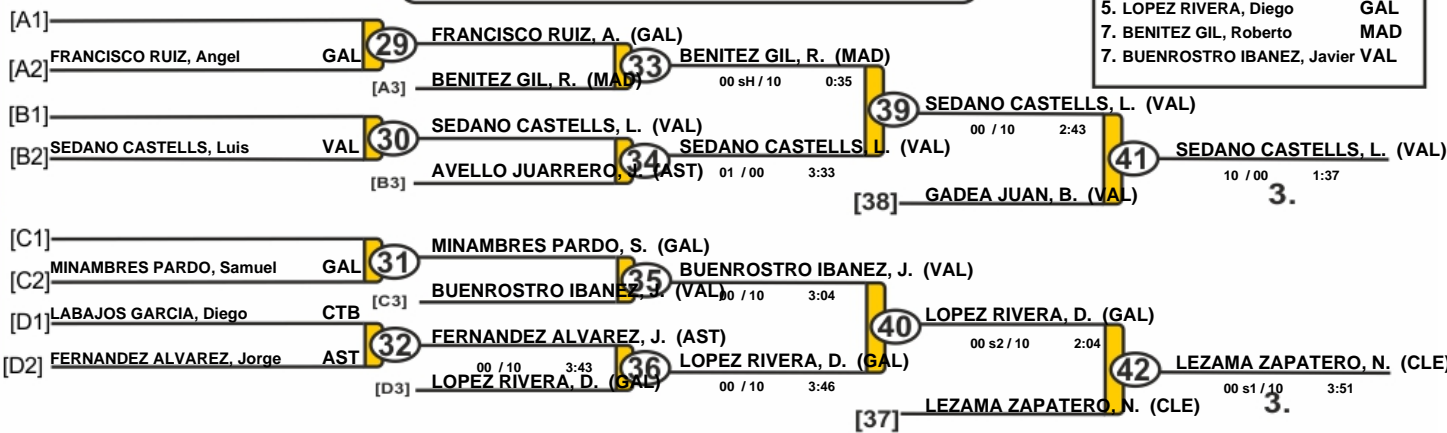 5. LOPEZ RIVERA, Diego GAL
7. BENITEZ GIL, Roberto MAD
7. BUENROSTRO IBANEZ, Javier VAL
[A1]
[A2] FRANCISCO RUIZ, Angel GAL
29
FRANCISCO RUIZ, A. (GAL)
[A3] BENITEZ GIL, R. (MAD)
33
BENITEZ GIL, R. (MAD)
00 sH / 10 0:35
[B1]
[B2] SEDANO CASTELLS, Luis VAL
30
SEDANO CASTELLS, L. (VAL)
[B3] AVELLO JUARRERO, J. (AST)
34
SEDANO CASTELLS, L. (VAL)
01 / 00 3:33
39
SEDANO CASTELLS, L. (VAL)
00 / 10 2:43
[38] GADEA JUAN, B. (VAL)
41
SEDANO CASTELLS, L. (VAL)
10 / 00 1:37
3.
[C1]
[C2] MINAMBRES PARDO, Samuel GAL
31
MINAMBRES PARDO, S. (GAL)
[C3] BUENROSTRO IBANEZ, J. (VAL)
35
BUENROSTRO IBANEZ, J. (VAL)
00 / 10 3:04
[D1] LABAJOS GARCIA, Diego CTB
[D2] FERNANDEZ ALVAREZ, Jorge AST
32
FERNANDEZ ALVAREZ, J. (AST)
00 / 10 3:43
[D3] LOPEZ RIVERA, D. (GAL)
36
LOPEZ RIVERA, D. (GAL)
00 / 10 3:46
40
LOPEZ RIVERA, D. (GAL)
00 s2 / 10 2:04
[37] LEZAMA ZAPATERO, N. (CLE)
42
LEZAMA ZAPATERO, N. (CLE)
00 s1 / 10 3:51
3.